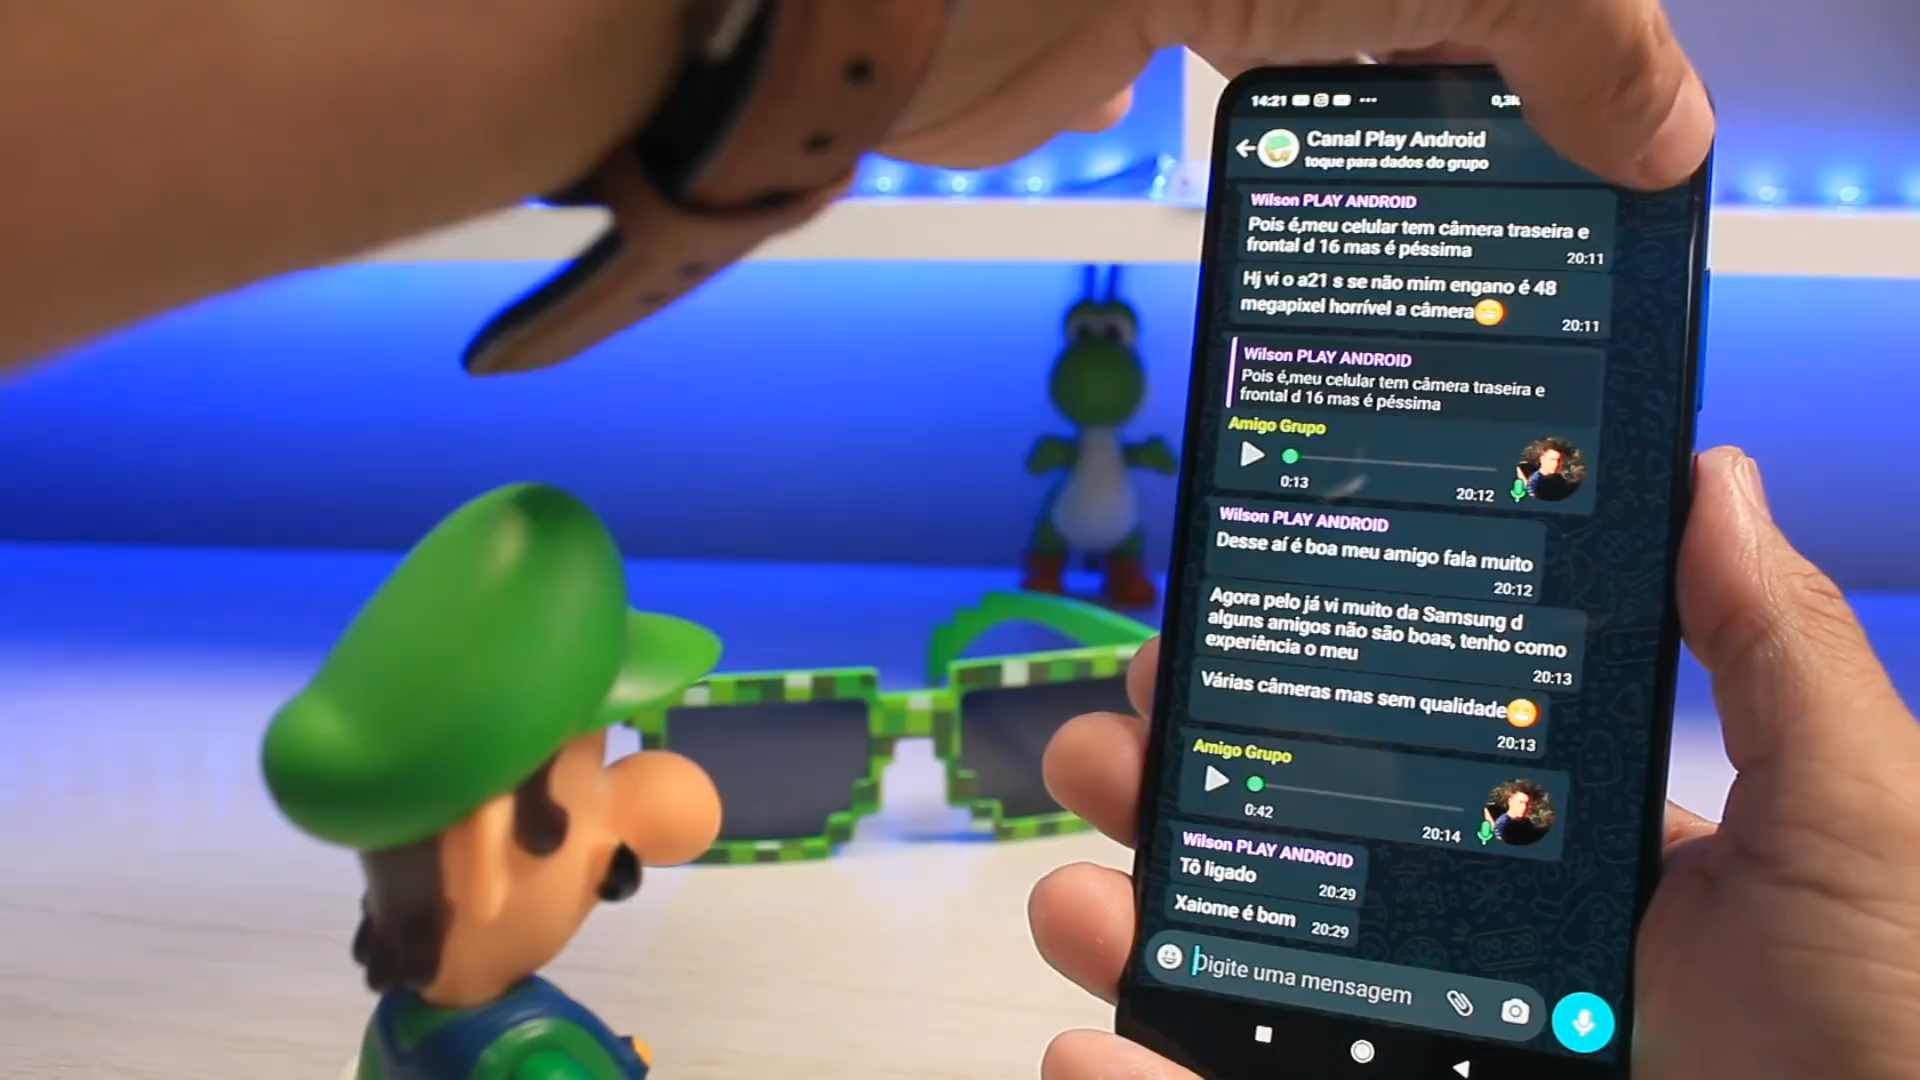 14:21
Canal Play Android
toque para dados do grupo
Wilson PLAY ANDROID
Pois é,meu celular tem câmera traseira e
frontal d 16 mas é péssima
20:11
Hj vi o a21 s se não mim engano é 48
megapixel horrível a câmera
20:11
Wilson PLAY ANDROID
Pois é,meu celular tem câmera traseira e
frontal d 16 mas é péssima
Amigo Grupo
0:13
20:12
Wilson PLAY ANDROID
Desse aí é boa meu amigo fala muito
20:12
Agora pelo já vi muito da Samsung d
alguns amigos não são boas, tenho como
experiência o meu
20:13
Várias câmeras mas sem qualidade
20:13
Amigo Grupo
0:42
20:14
Wilson PLAY ANDROID
Tô ligado
20:29
Xaiome é bom
20:29
Digite uma mensagem